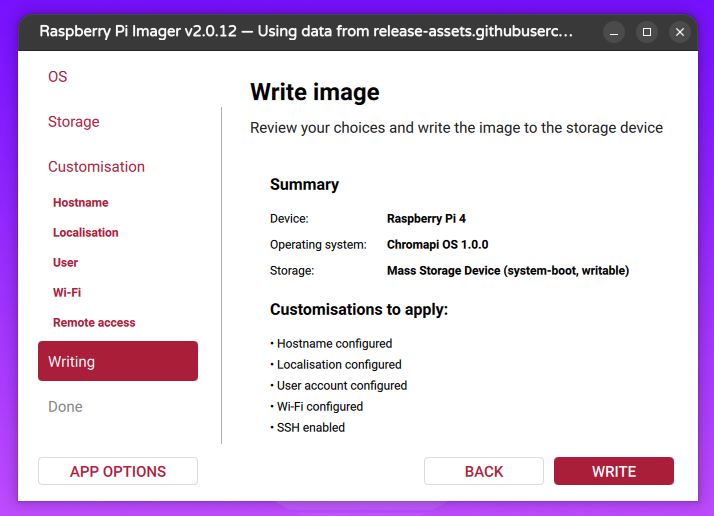 Raspberry Pi Imager v2.0.12 — Using data from release-assets.githubuserc…
OS
Storage
Customisation
Hostname
Localisation
User
Wi-Fi
Remote access
Writing
Done
APP OPTIONS
Write image
Review your choices and write the image to the storage device
Summary
Device: Raspberry Pi 4
Operating system: Chromapi OS 1.0.0
Storage: Mass Storage Device (system-boot, writable)
Customisations to apply:
• Hostname configured
• Localisation configured
• User account configured
• Wi-Fi configured
• SSH enabled
BACK
WRITE